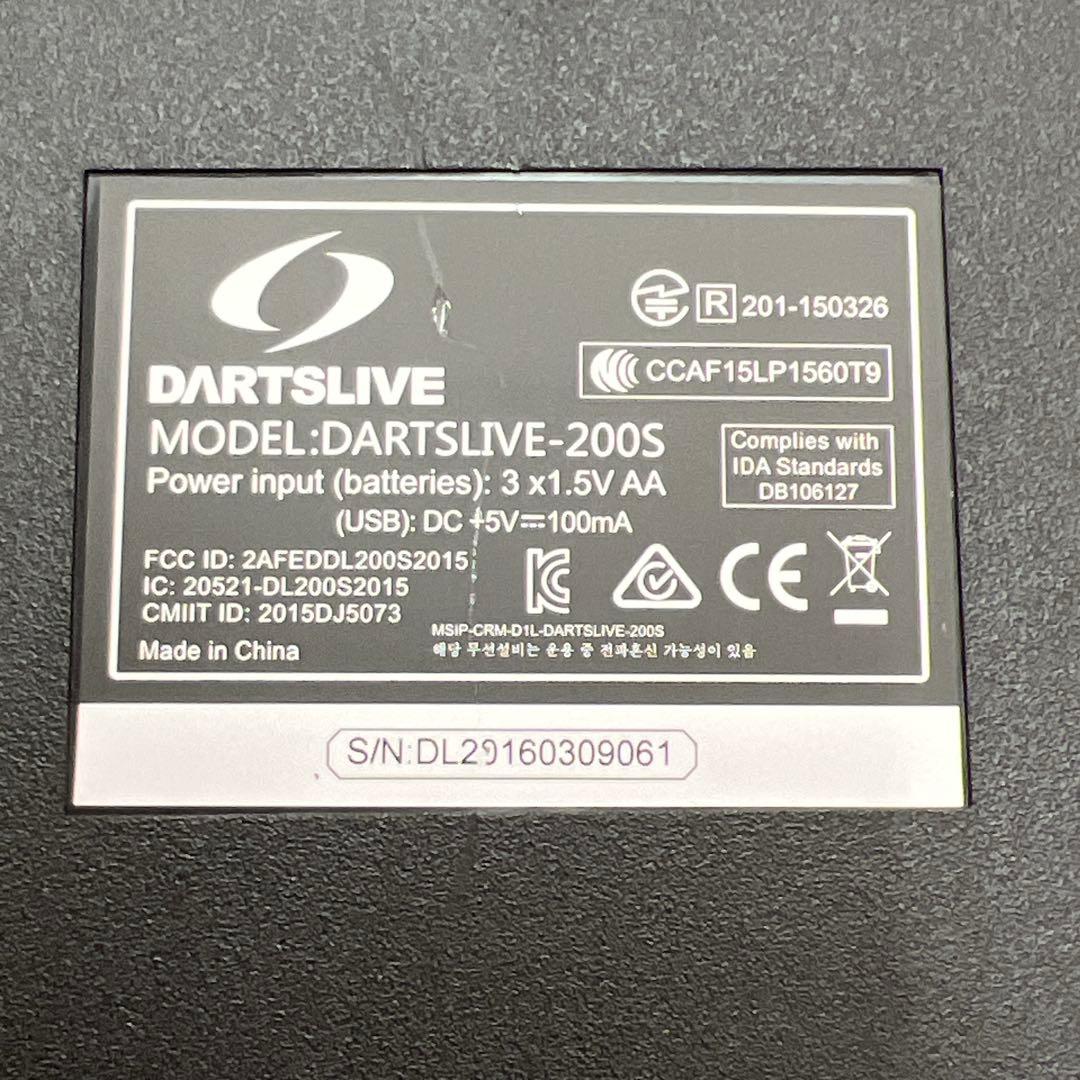 DARTSLIVE
MODEL:DARTSLIVE-200S
Power input (batteries): 3 x1.5V AA
(USB): DC +5V⎓100mA
R 201-150326
CCAF15LP1560T9
Complies with
IDA Standards
DB106127
FCC ID: 2AFEDDL200S2015
IC: 20521-DL200S2015
CMIIT ID: 2015DJ5073
Made in China
CE
MSIP-CRM-D1L-DARTSLIVE-200S
해당 무선설비는 운용 중 전파혼신 가능성이 있음